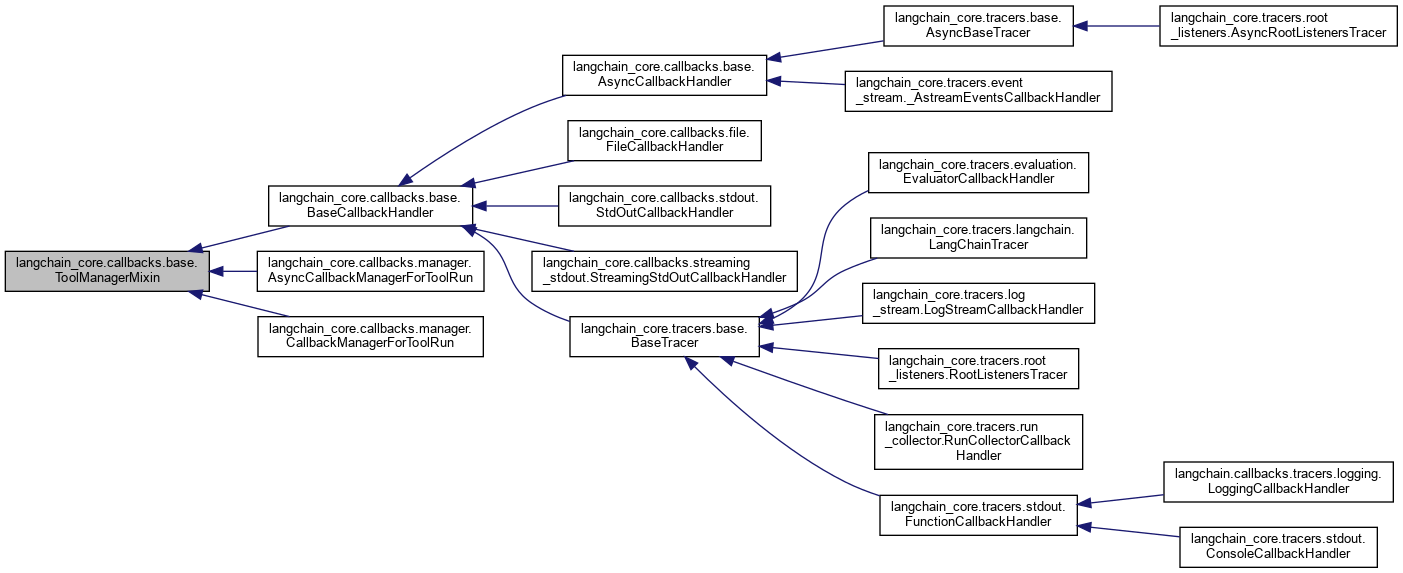 langchain_core.tracers.base.
AsyncBaseTracer
langchain_core.tracers.root
_listeners.AsyncRootListenersTracer
langchain_core.callbacks.base.
AsyncCallbackHandler
langchain_core.tracers.event
_stream._AstreamEventsCallbackHandler
langchain_core.callbacks.file.
FileCallbackHandler
langchain_core.tracers.evaluation.
EvaluatorCallbackHandler
langchain_core.callbacks.base.
BaseCallbackHandler
langchain_core.callbacks.stdout.
StdOutCallbackHandler
langchain_core.tracers.langchain.
LangChainTracer
langchain_core.callbacks.base.
ToolManagerMixin
langchain_core.callbacks.manager.
AsyncCallbackManagerForToolRun
langchain_core.callbacks.streaming
_stdout.StreamingStdOutCallbackHandler
langchain_core.tracers.log
_stream.LogStreamCallbackHandler
langchain_core.callbacks.manager.
CallbackManagerForToolRun
langchain_core.tracers.base.
BaseTracer
langchain_core.tracers.root
_listeners.RootListenersTracer
langchain_core.tracers.run
_collector.RunCollectorCallback
Handler
langchain.callbacks.tracers.logging.
LoggingCallbackHandler
langchain_core.tracers.stdout.
FunctionCallbackHandler
langchain_core.tracers.stdout.
ConsoleCallbackHandler